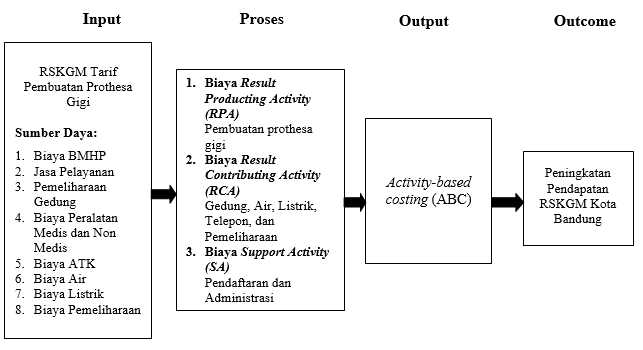 Input
Proses
Output
Outcome
RSKGM Tarif
Pembuatan Prothesa
Gigi
Sumber Daya:
1. Biaya BMHP
2. Jasa Pelayanan
3. Pemeliharaan
Gedung
4. Biaya Peralatan
Medis dan Non
Medis
5. Biaya ATK
6. Biaya Air
7. Biaya Listrik
8. Biaya Pemeliharaan
1. Biaya Result
Producting Activity
(RPA)
Pembuatan prothesa
gigi
2. Biaya Result
Contributing Activity
(RCA)
Gedung, Air, Listrik,
Telepon, dan
Pemeliharaan
3. Biaya Support Activity
(SA)
Pendaftaran dan
Administrasi
Activity-based
costing (ABC)
Peningkatan
Pendapatan
RSKGM Kota
Bandung